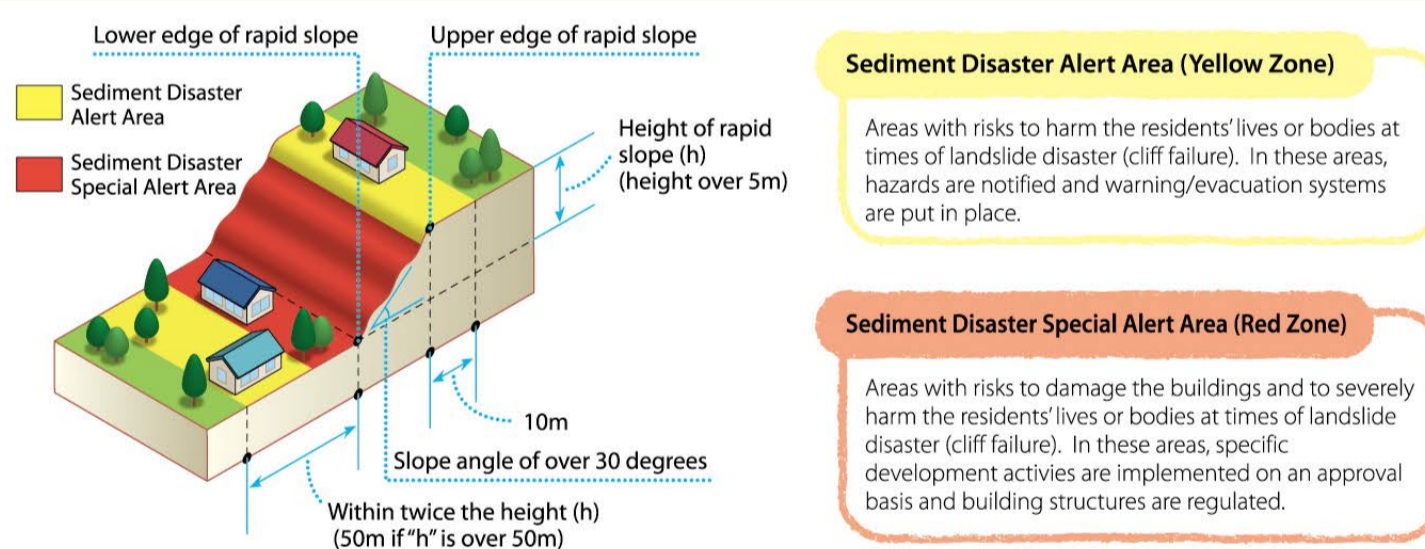 Lower edge of rapid slope
Upper edge of rapid slope
Sediment Disaster
Alert Area
Sediment Disaster
Special Alert Area
Height of rapid
slope (h)
(height over 5m)
10m
Slope angle of over 30 degrees
Within twice the height (h)
(50m if “h” is over 50m)
Sediment Disaster Alert Area (Yellow Zone)
Areas with risks to harm the residents’ lives or bodies at
times of landslide disaster (cliff failure). In these areas,
hazards are notified and warning/evacuation systems
are put in place.
Sediment Disaster Special Alert Area (Red Zone)
Areas with risks to damage the buildings and to severely
harm the residents’ lives or bodies at times of landslide
disaster (cliff failure). In these areas, specific
development activies are implemented on an approval
basis and building structures are regulated.